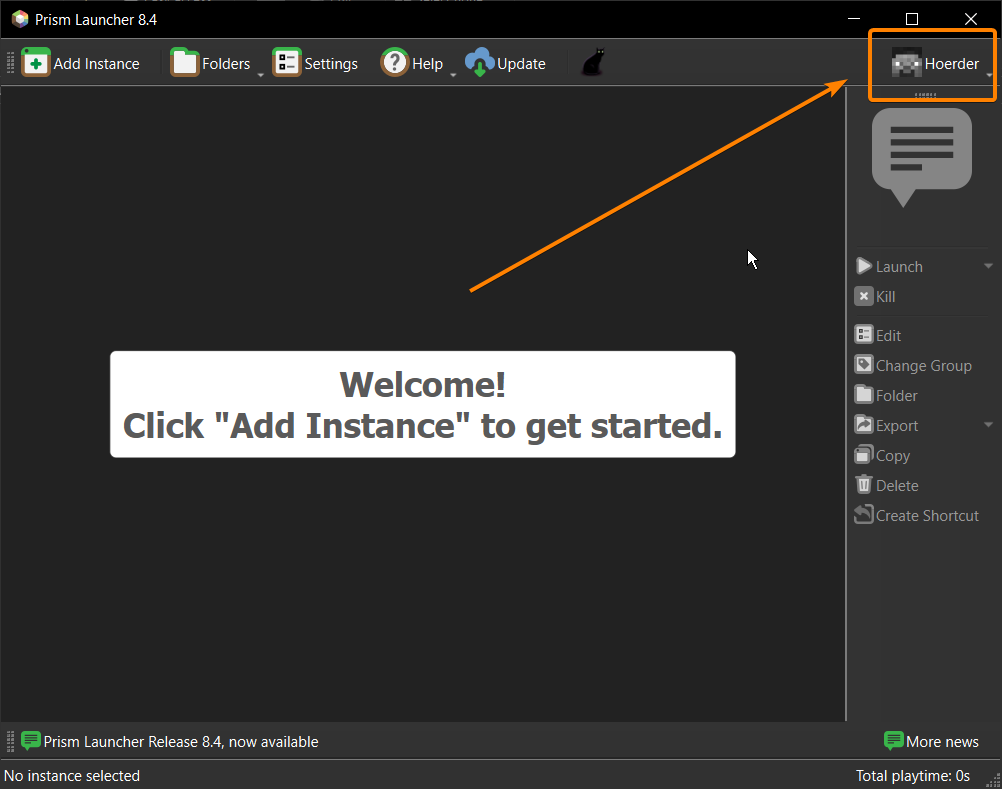 Prism Launcher 8.4
Add Instance Folders Settings Help Update Hoerder
Welcome!
Click "Add Instance" to get started.
Launch
Kill
Edit
Change Group
Folder
Export
Copy
Delete
Create Shortcut
Prism Launcher Release 8.4, now available More news
No instance selected Total playtime: 0s